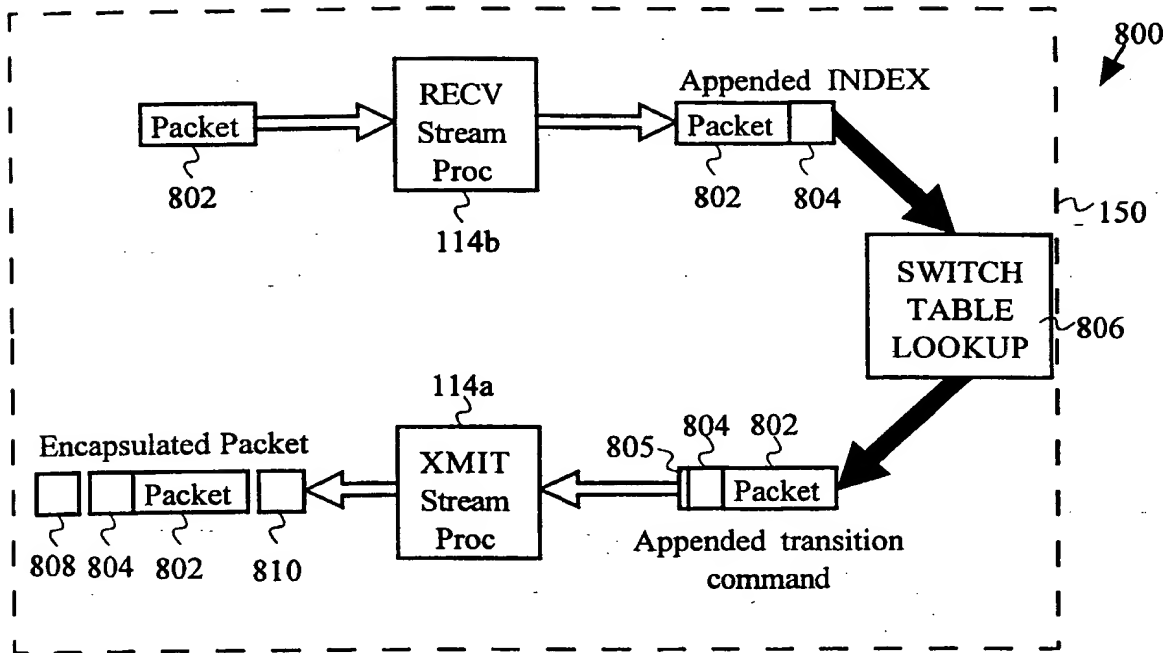 800
Appended INDEX
Packet
802
RECV
Stream
Proc
114b
Packet
802
804
150
SWITCH
TABLE
LOOKUP
806
114a
Encapsulated Packet
808
804
Packet
802
810
XMIT
Stream
Proc
805
804
802
Packet
Appended transition
command